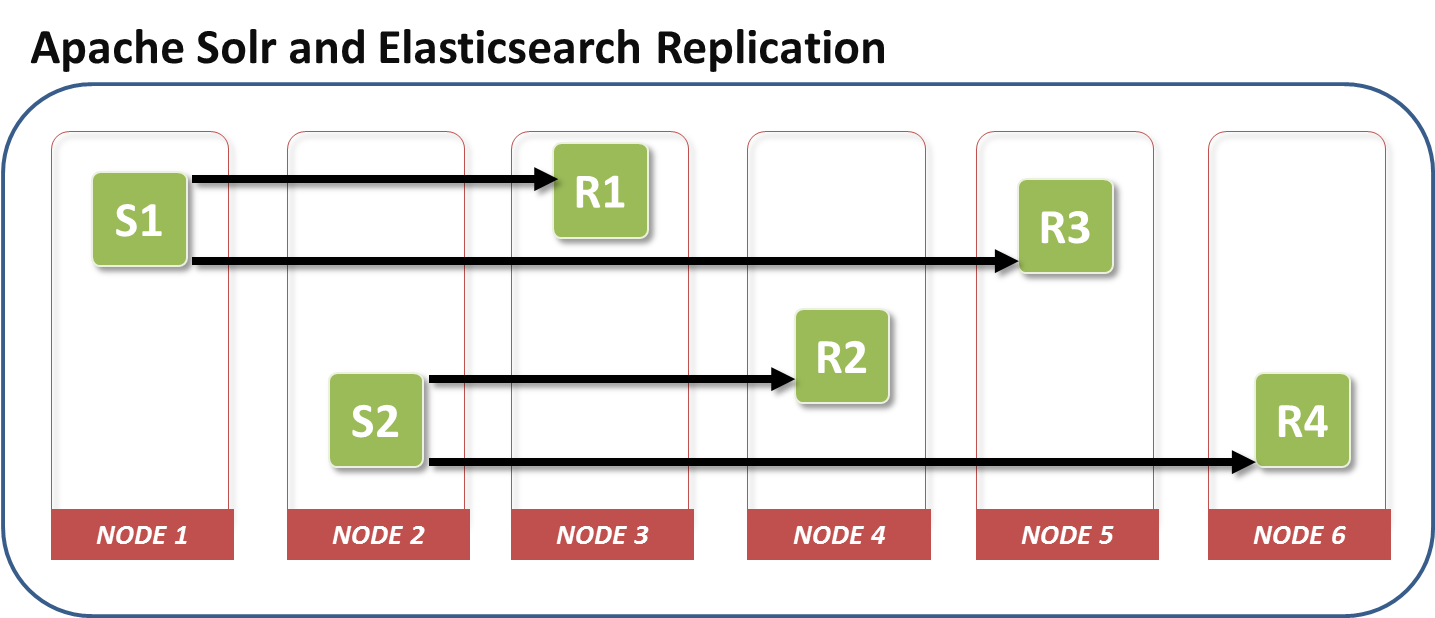 Apache Solr and Elasticsearch Replication
S1
R1
R3
S2
R2
R4
NODE 1
NODE 2
NODE 3
NODE 4
NODE 5
NODE 6